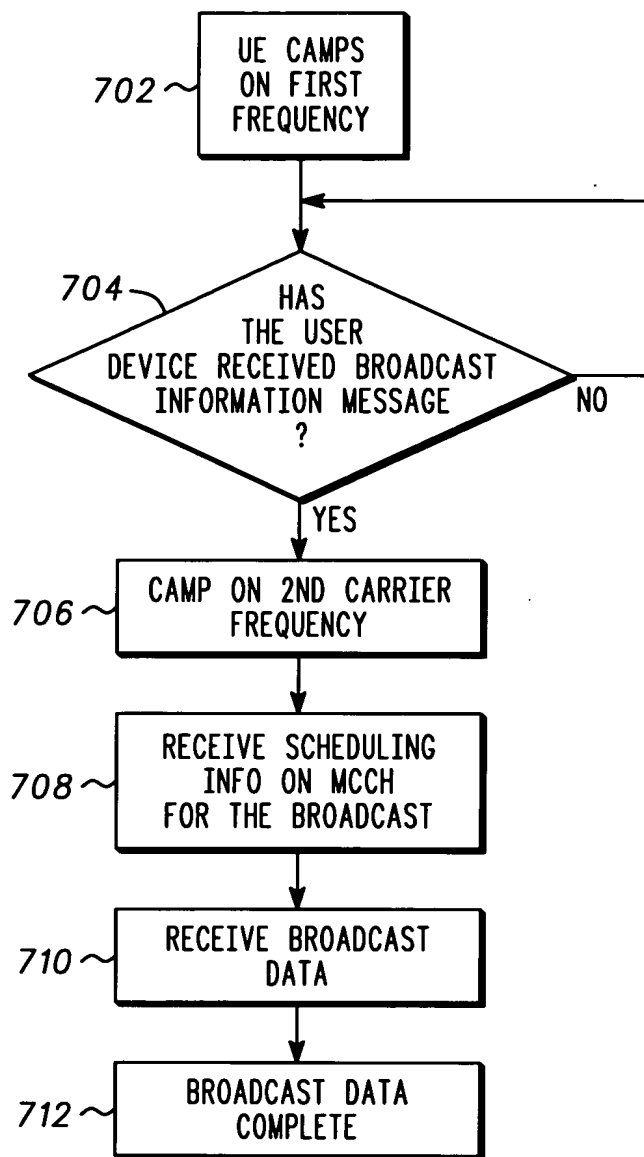 702
UE CAMPS
ON FIRST
FREQUENCY
704
HAS
THE USER
DEVICE RECEIVED BROADCAST
INFORMATION MESSAGE
?
NO
YES
706
CAMP ON 2ND CARRIER
FREQUENCY
708
RECEIVE SCHEDULING
INFO ON MCCH
FOR THE BROADCAST
710
RECEIVE BROADCAST
DATA
712
BROADCAST DATA
COMPLETE